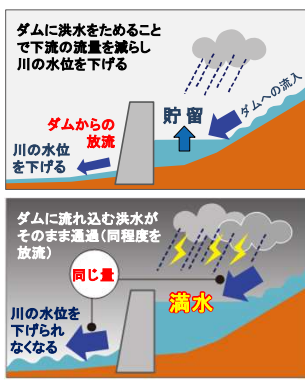 ダムに洪水をためること
で下流の流量を減らし
川の水位を下げる
貯留
ダムへの流入
ダムからの
放流
川の水位
を下げる
ダムに流れ込む洪水が
そのまま通過(同程度を
放流)
同じ量
満水
川の水位を
下げられ
なくなる